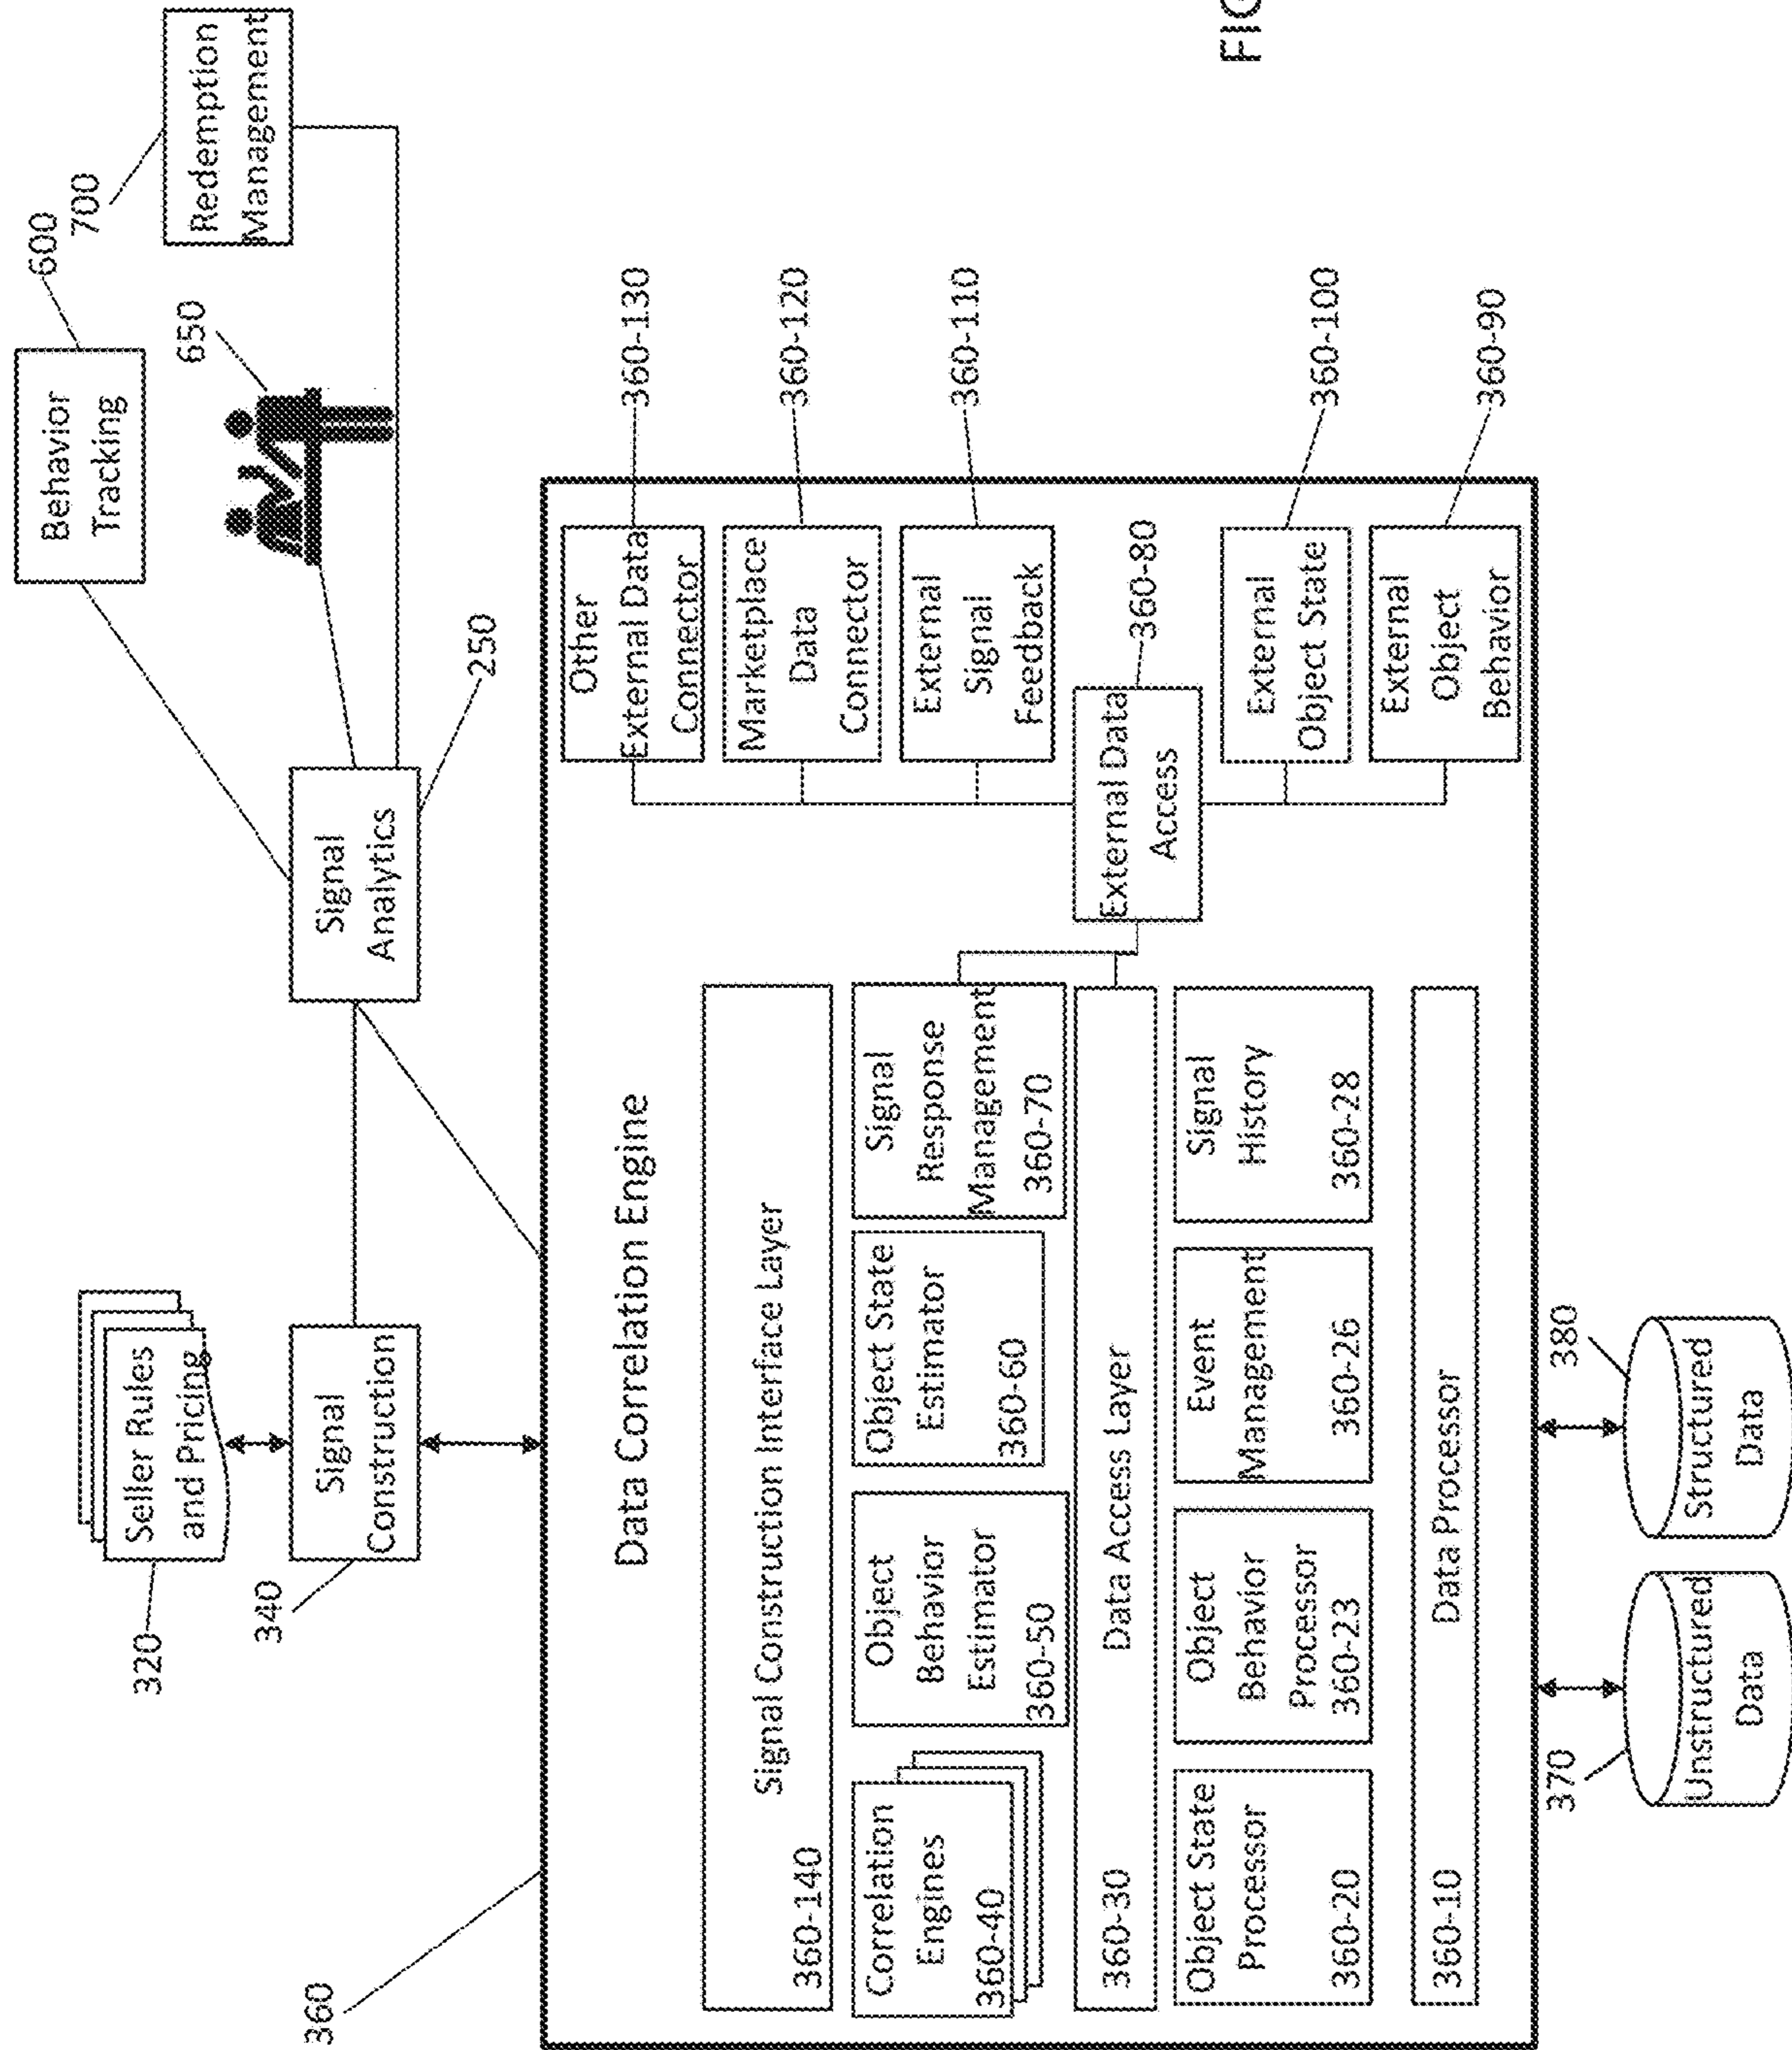 600
700
Behavior
Tracking
Redemption
Management
650
320
Seller Rules
and Pricing
340
Signal
Construction
Signal
Analytics
250
360
Data Correlation Engine
Signal Construction Interface Layer
360-140
Correlation
Engines
360-40
Object
Behavior
Estimator
360-50
Object State
Estimator
360-60
Signal
Response
Management
360-70
Data Access Layer
360-30
Object State
Processor
360-20
Object
Behavior
Processor
360-23
Event
Management
360-26
Signal
History
360-28
Data Processor
360-10
External Data
Access
360-80
Other
External Data
Connector
360-130
Marketplace
Data
Connector
360-120
External
Signal
Feedback
360-110
External
Object State
360-100
External
Object
Behavior
360-90
370
Unstructured
Data
380
Structured
Data